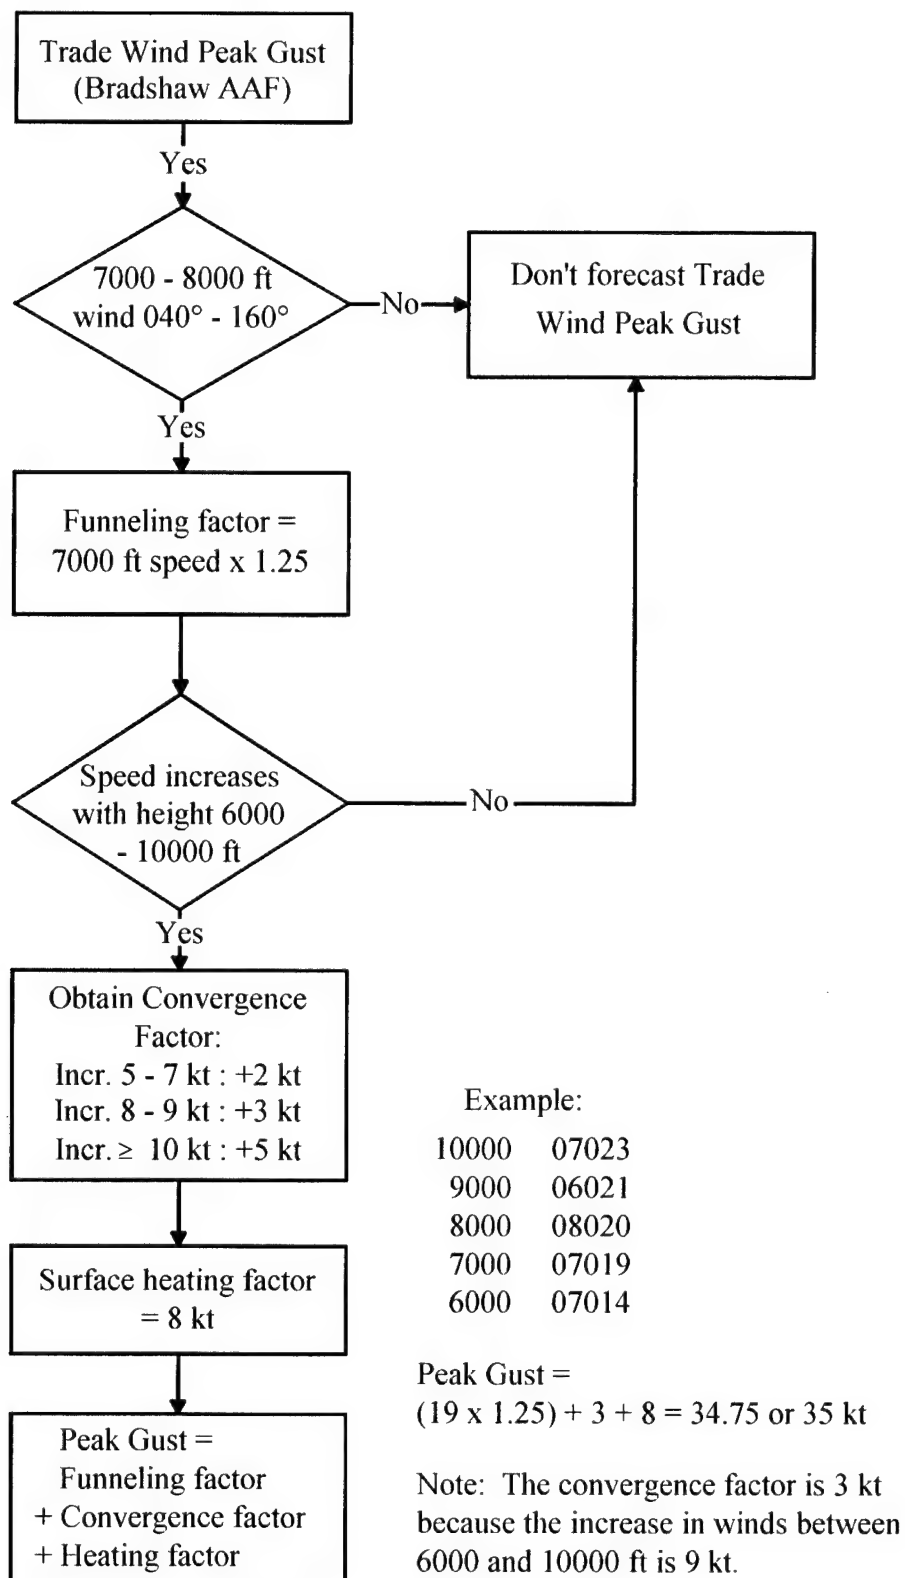 Trade Wind Peak Gust
(Bradshaw AAF)
Yes
7000 - 8000 ft
wind 040° - 160°
No
Don't forecast Trade
Wind Peak Gust
Yes
Funneling factor =
7000 ft speed x 1.25
Speed increases
with height 6000
- 10000 ft
No
Yes
Obtain Convergence
Factor:
Incr. 5 - 7 kt : +2 kt
Incr. 8 - 9 kt : +3 kt
Incr. ≥ 10 kt : +5 kt
Surface heating factor
= 8 kt
Peak Gust =
Funneling factor
+ Convergence factor
+ Heating factor
Example:
10000 07023
9000 06021
8000 08020
7000 07019
6000 07014
Peak Gust =
(19 x 1.25) + 3 + 8 = 34.75 or 35 kt
Note: The convergence factor is 3 kt
because the increase in winds between
6000 and 10000 ft is 9 kt.